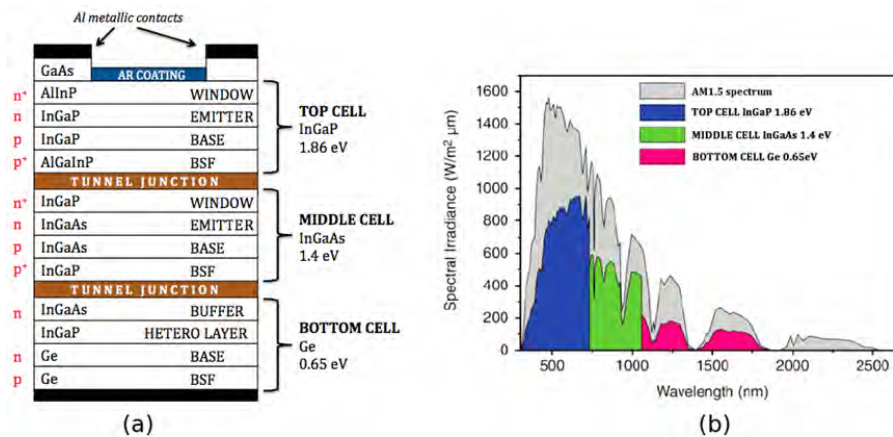 Al metallic contacts
GaAs
AR COATING
n⁺ AlInP WINDOW
n InGaP EMITTER
p InGaP BASE
p⁺ AlGaInP BSF
TOP CELL
InGaP
1.86 eV
TUNNEL JUNCTION
n⁺ InGaP WINDOW
n InGaAs EMITTER
p InGaAs BASE
p⁺ InGaP BSF
MIDDLE CELL
InGaAs
1.4 eV
TUNNEL JUNCTION
n InGaAs BUFFER
InGaP HETERO LAYER
n Ge BASE
p Ge BSF
BOTTOM CELL
Ge
0.65 eV
(a)
Spectral Irradiance (W/m² µm)
1600
1400
1200
1000
800
600
400
200
0
AM1.5 spectrum
TOP CELL InGaP 1.86 eV
MIDDLE CELL InGaAs 1.4 eV
BOTTOM CELL Ge 0.65eV
500 1000 1500 2000 2500
Wavelength (nm)
(b)